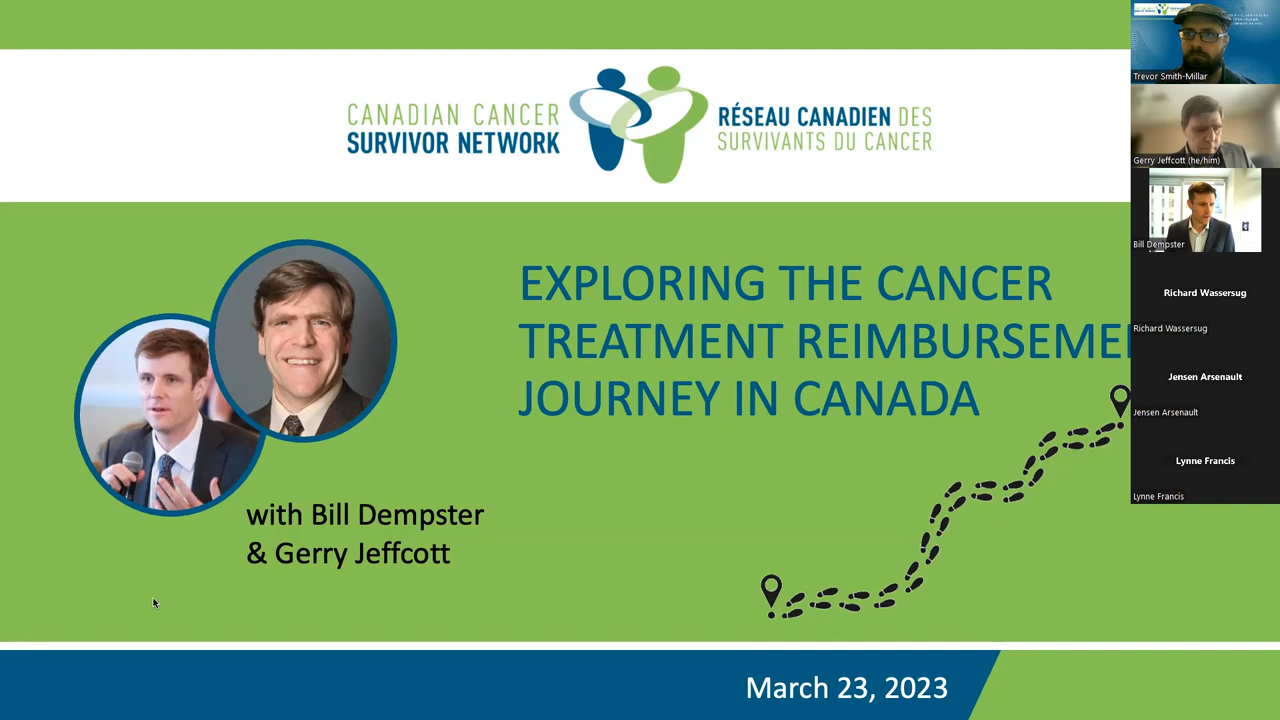 CANADIAN CANCER
SURVIVOR NETWORK
RÉSEAU CANADIEN DES
SURVIVANTS DU CANCER
EXPLORING THE CANCER
TREATMENT REIMBURSEME
JOURNEY IN CANADA
with Bill Dempster
& Gerry Jeffcott
March 23, 2023
Trevor Smith-Millar
Gerry Jeffcott (he/him)
Bill Dempster
Richard Wassersug
Richard Wassersug
Jensen Arsenault
Jensen Arsenault
Lynne Francis
Lynne Francis